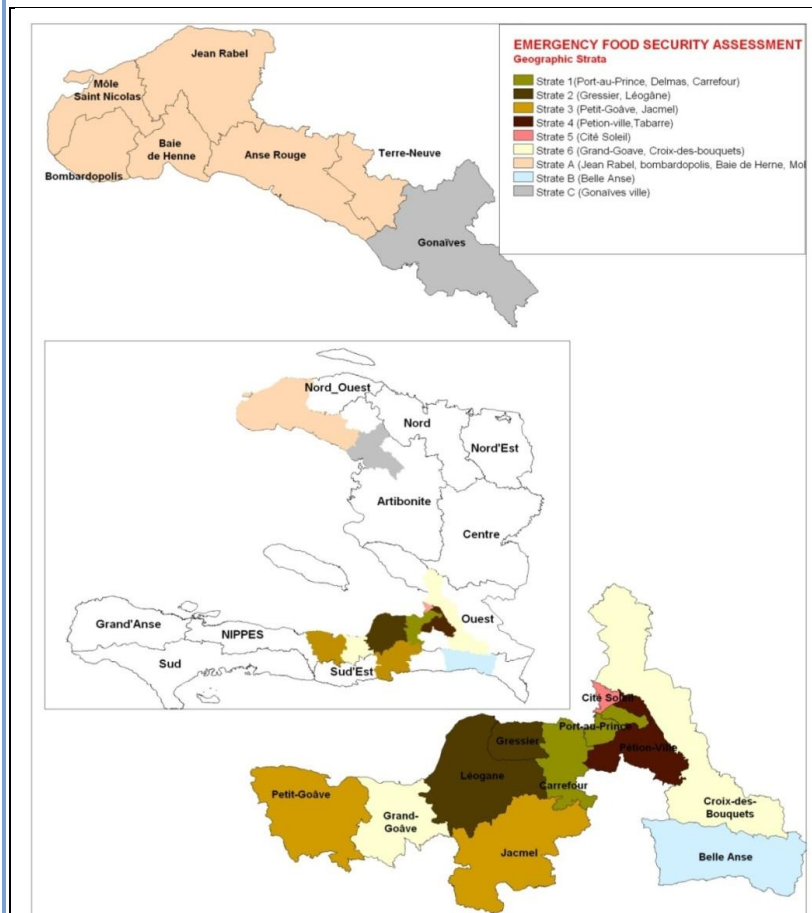 EMERGENCY FOOD SECURITY ASSESSMENT
Geographic Strata
Strate 1(Port-au-Prince, Delmas, Carrefour)
Strate 2 (Gressier, Léogâne)
Strate 3 (Petit-Goâve, Jacmel)
Strate 4 (Petion-ville,Tabarre)
Strate 5 (Cité Soleil)
Strate 6 (Grand-Goave, Croix-des-bouquets)
Strate A (Jean Rabel, bombardopolis, Baie de Herne, Mol
Strate B (Belle Anse)
Strate C (Gonaïves ville)
Jean Rabel
Môle
Saint Nicolas
Baie
de Henne
Anse Rouge
Terre-Neuve
Bombardopolis
Gonaïves
Nord_Ouest
Nord
Nord'Est
Artibonite
Centre
Ouest
Grand'Anse
NIPPES
Sud
Sud'Est
Cité Soleil
Port-au-Prince
Pétion-Ville
Gressier
Léogane
Carrefour
Petit-Goâve
Grand-
Goâve
Jacmel
Croix-des-
Bouquets
Belle Anse